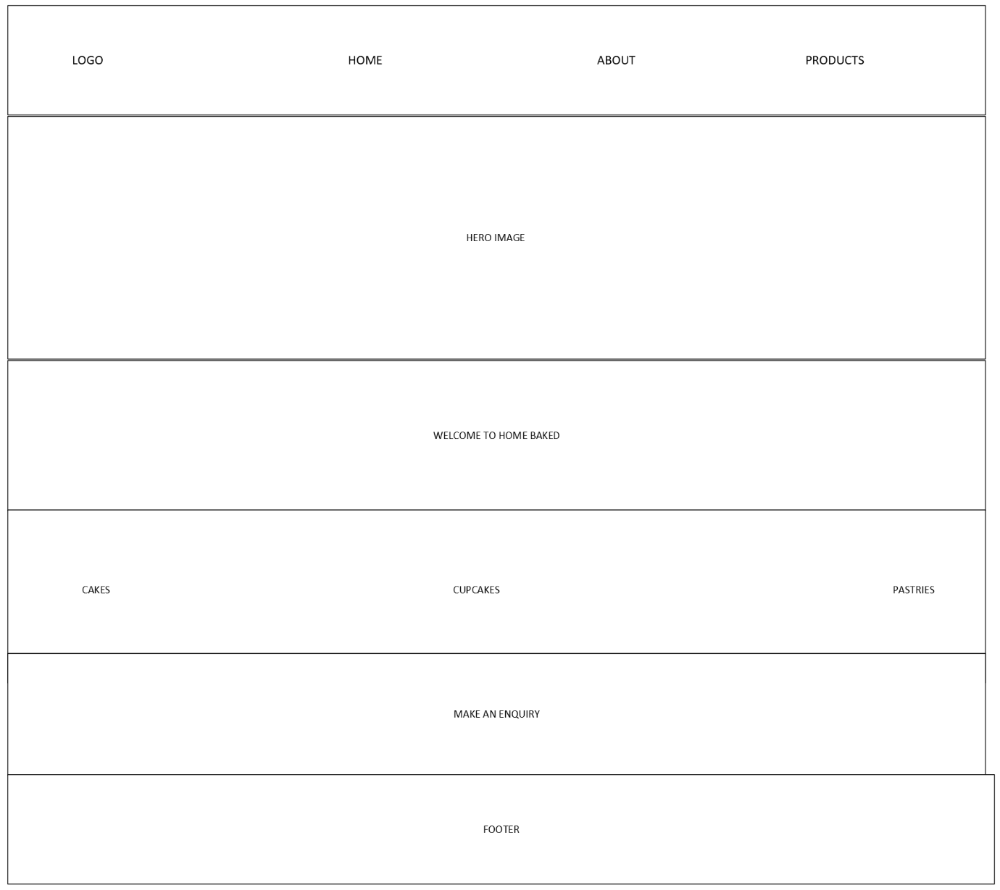 LOGO HOME ABOUT PRODUCTS
HERO IMAGE
WELCOME TO HOME BAKED
CAKES CUPCAKES PASTRIES
MAKE AN ENQUIRY
FOOTER